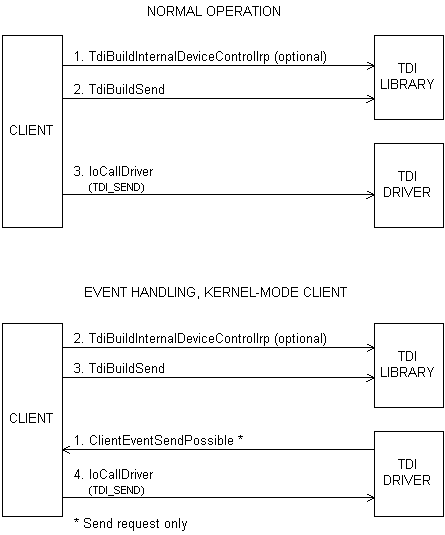 NORMAL OPERATION
1. TdiBuildInternalDeviceControlIrp (optional)
TDI
LIBRARY
2. TdiBuildSend
CLIENT
3. IoCallDriver
(TDI_SEND)
TDI
DRIVER
EVENT HANDLING, KERNEL-MODE CLIENT
2. TdiBuildInternalDeviceControlIrp (optional)
TDI
LIBRARY
3. TdiBuildSend
CLIENT
1. ClientEventSendPossible *
4. IoCallDriver
(TDI_SEND)
TDI
DRIVER
* Send request only